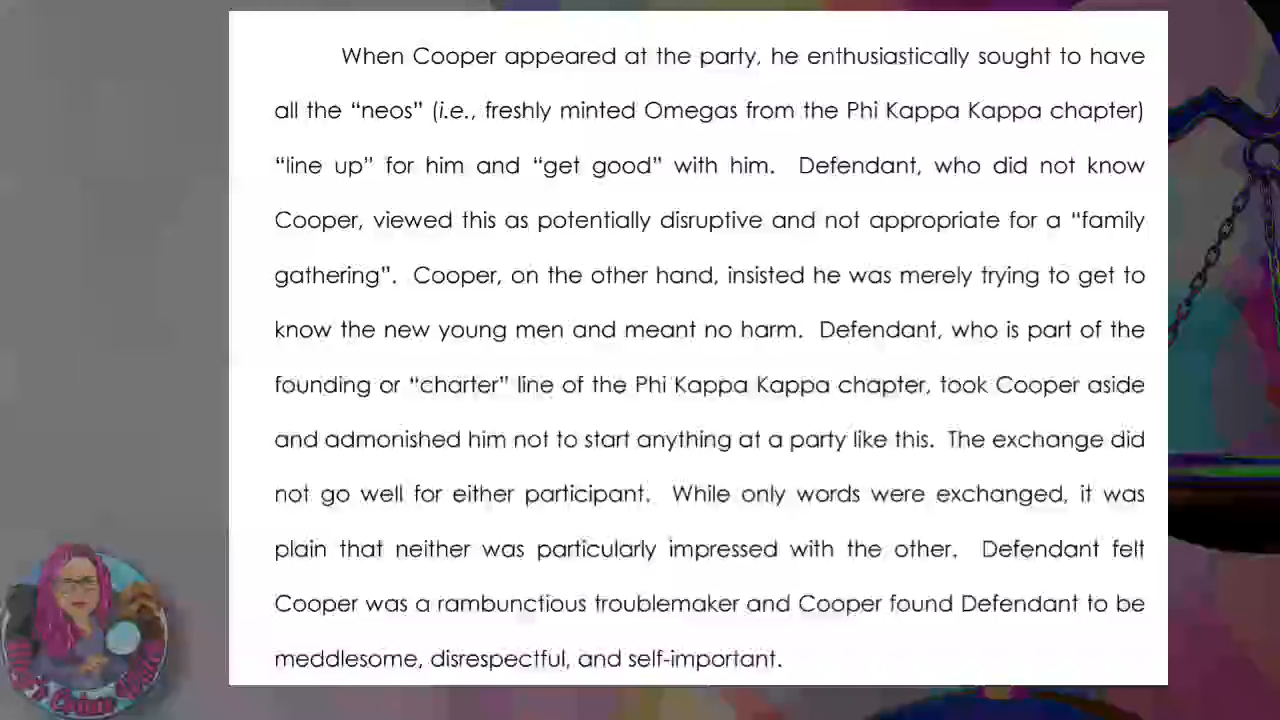 When Cooper appeared at the party, he enthusiastically sought to have
all the “neos” (i.e., freshly minted Omegas from the Phi Kappa Kappa chapter)
“line up” for him and “get good” with him. Defendant, who did not know
Cooper, viewed this as potentially disruptive and not appropriate for a “family
gathering”. Cooper, on the other hand, insisted he was merely trying to get to
know the new young men and meant no harm. Defendant, who is part of the
founding or “charter” line of the Phi Kappa Kappa chapter, took Cooper aside
and admonished him not to start anything at a party like this. The exchange did
not go well for either participant. While only words were exchanged, it was
plain that neither was particularly impressed with the other. Defendant felt
Cooper was a rambunctious troublemaker and Cooper found Defendant to be
meddlesome, disrespectful, and self-important.